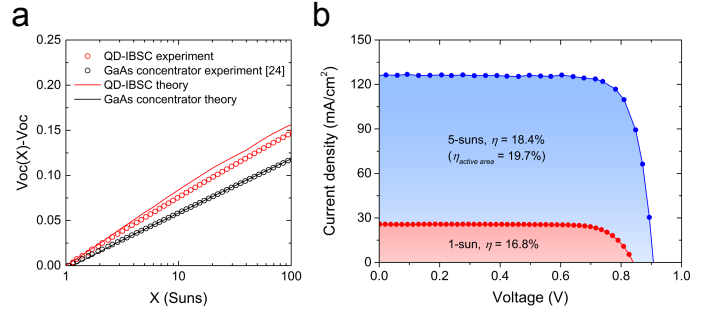 a
0.25
0.20
0.15
0.10
0.05
0.00
Voc(X)-Voc
QD-IBSC experiment
GaAs concentrator experiment [24]
QD-IBSC theory
GaAs concentrator theory
1
10
100
X (Suns)
b
150
120
90
60
30
0
Current density (mA/cm²)
5-suns, η = 18.4%
(η active area = 19.7%)
1-sun, η = 16.8%
0.0
0.2
0.4
0.6
0.8
1.0
Voltage (V)